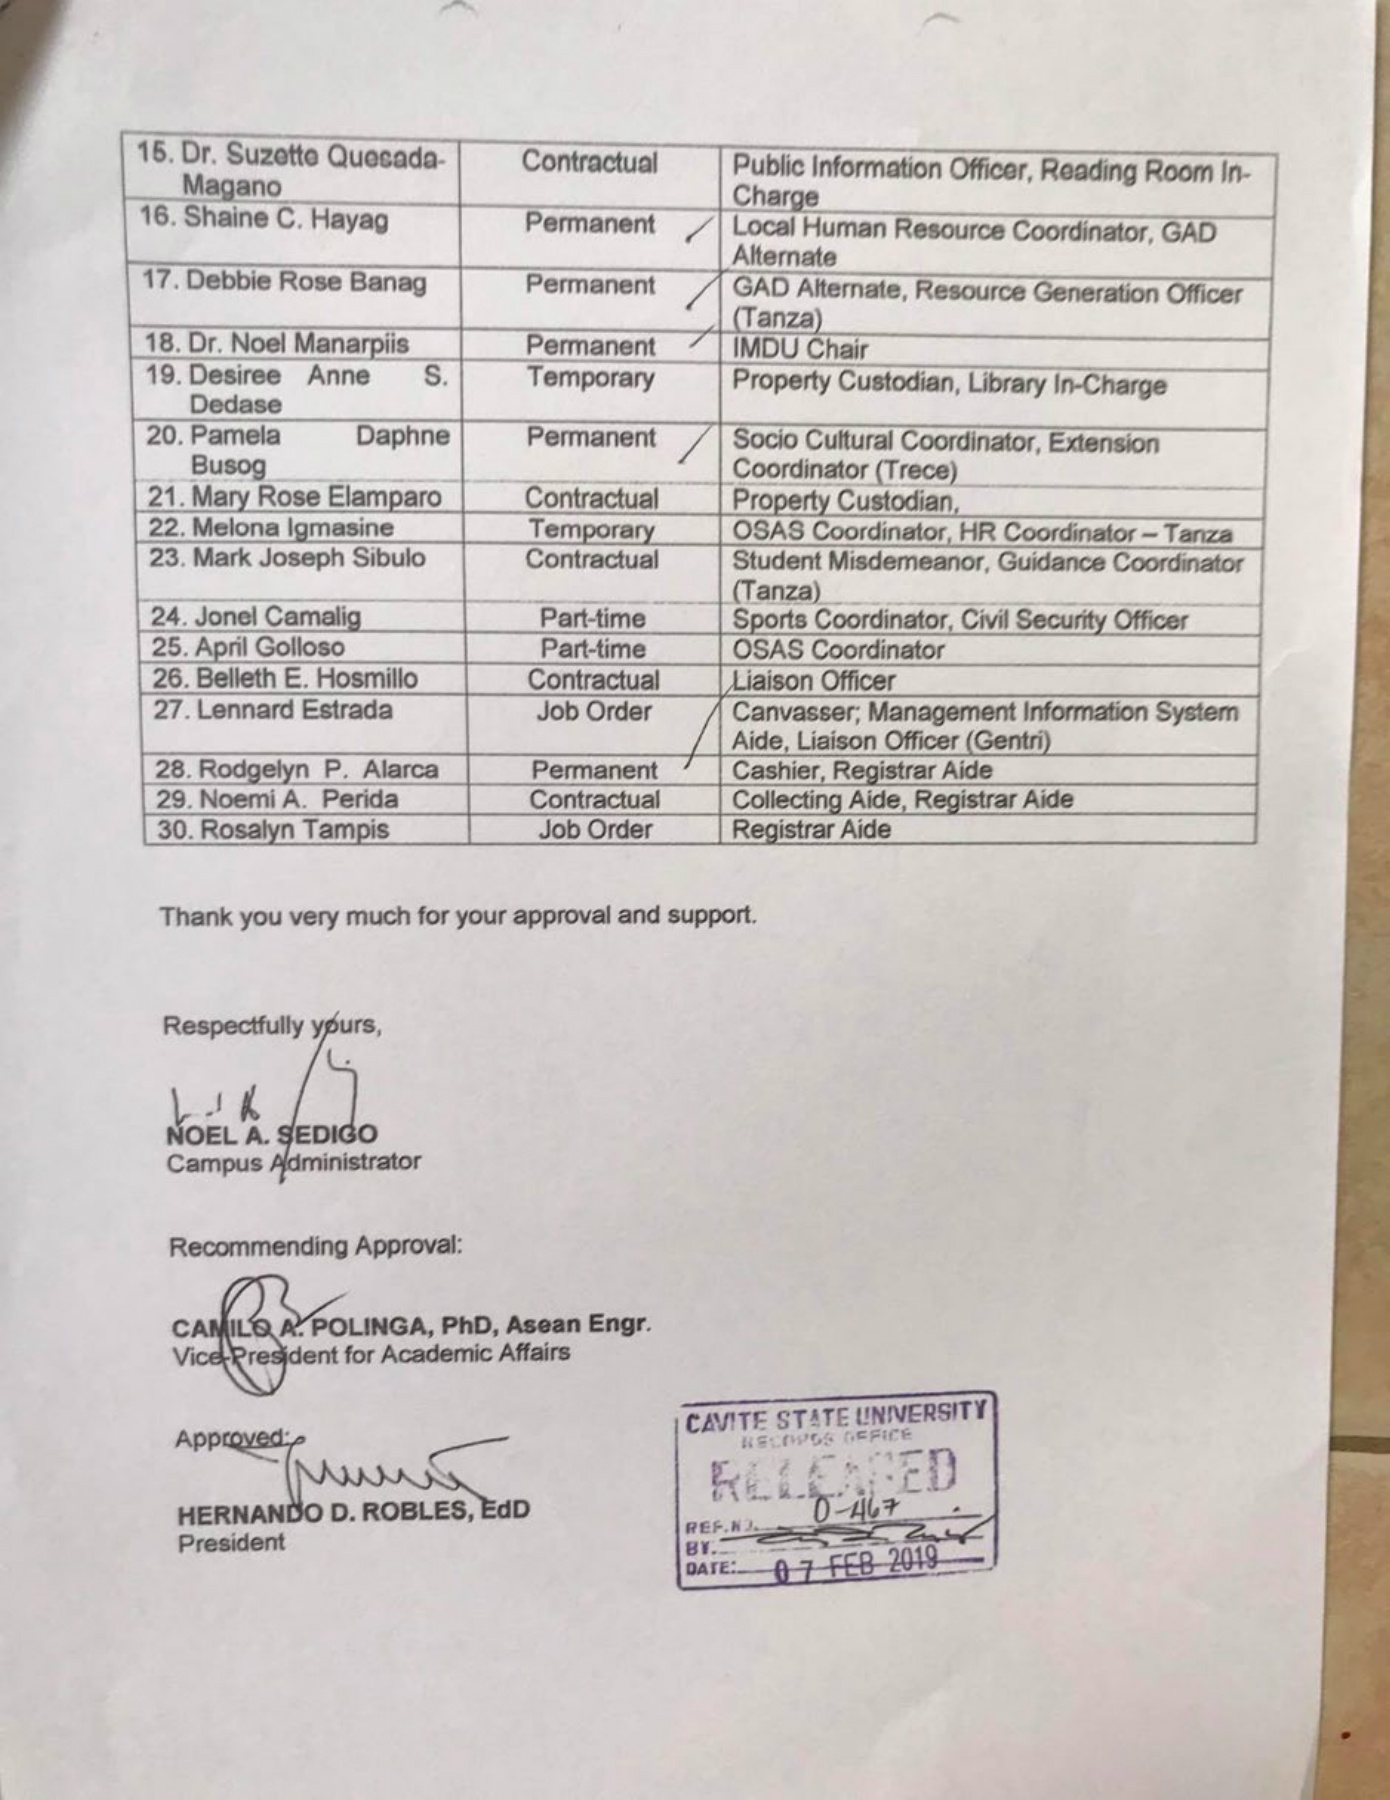 15. Dr. Suzette Quesada- Contractual Public Information Officer, Reading Room In-
Magano Charge
16. Shaine C. Hayag Permanent Local Human Resource Coordinator, GAD
Alternate
17. Debbie Rose Banag Permanent GAD Alternate, Resource Generation Officer
(Tanza)
18. Dr. Noel Manarpiis Permanent IMDU Chair
19. Desiree Anne S. Temporary Property Custodian, Library In-Charge
Dedase
20. Pamela Daphne Permanent Socio Cultural Coordinator, Extension
Busog Coordinator (Trece)
21. Mary Rose Elamparo Contractual Property Custodian,
22. Melona Igmasine Temporary OSAS Coordinator, HR Coordinator – Tanza
23. Mark Joseph Sibulo Contractual Student Misdemeanor, Guidance Coordinator
(Tanza)
24. Jonel Camalig Part-time Sports Coordinator, Civil Security Officer
25. April Golloso Part-time OSAS Coordinator
26. Belleth E. Hosmillo Contractual Liaison Officer
27. Lennard Estrada Job Order Canvasser; Management Information System
Aide, Liaison Officer (Gentri)
28. Rodgelyn P. Alarca Permanent Cashier, Registrar Aide
29. Noemi A. Perida Contractual Collecting Aide, Registrar Aide
30. Rosalyn Tampis Job Order Registrar Aide
Thank you very much for your approval and support.
Respectfully yours,
NOEL A. SEDIGO
Campus Administrator
Recommending Approval:
CAMILO A. POLINGA, PhD, Asean Engr.
Vice-President for Academic Affairs
Approved:
HERNANDO D. ROBLES, EdD
President
CAVITE STATE UNIVERSITY
RECORDS OFFICE
RELEASED
REF.NO. 0-467
BY.
DATE: 07 FEB 2019